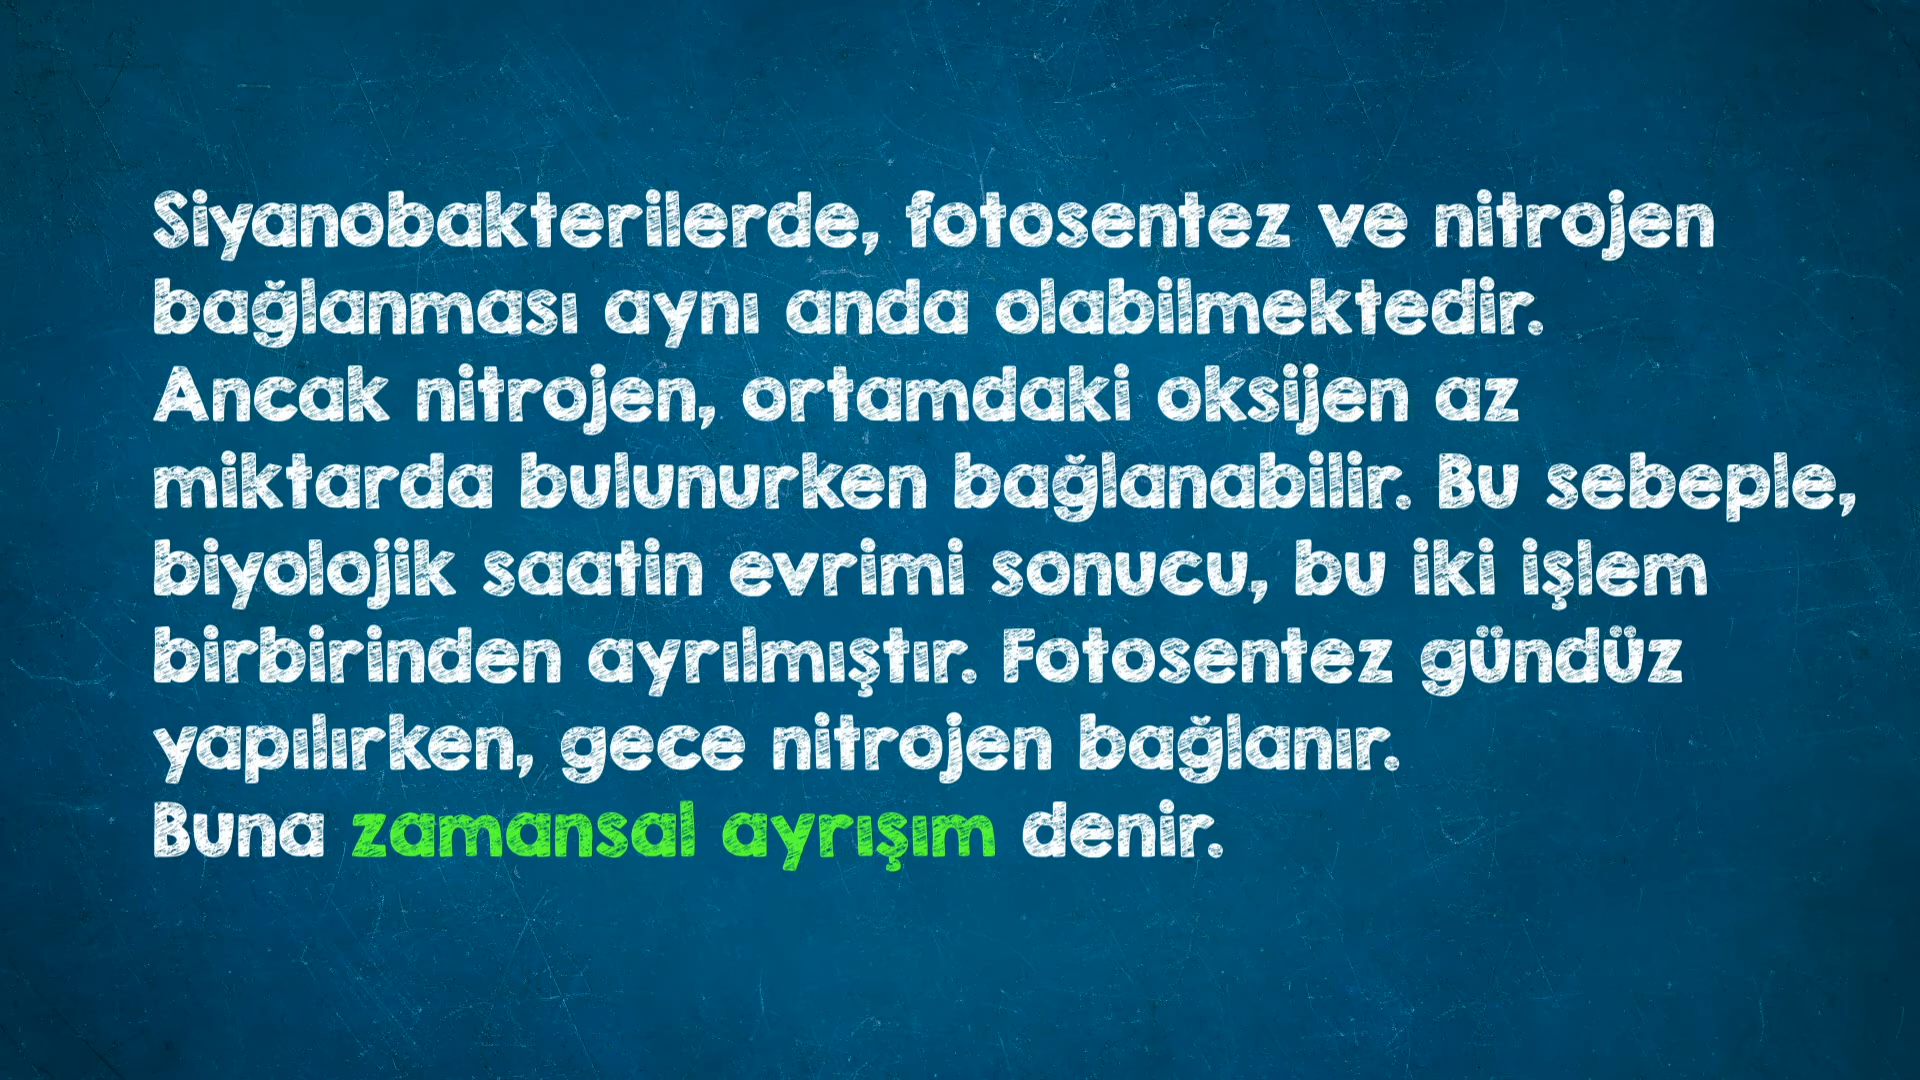 Siyanobakterilerde, fotosentez ve nitrojen
bağlanması aynı anda olabilmektedir.
Ancak nitrojen, ortamdaki oksijen az
miktarda bulunurken bağlanabilir. Bu sebeple,
biyolojik saatin evrimi sonucu, bu iki işlem
birbirinden ayrılmıştır. Fotosentez gündüz
yapılırken, gece nitrojen bağlanır.
Buna zamansal ayrışım denir.